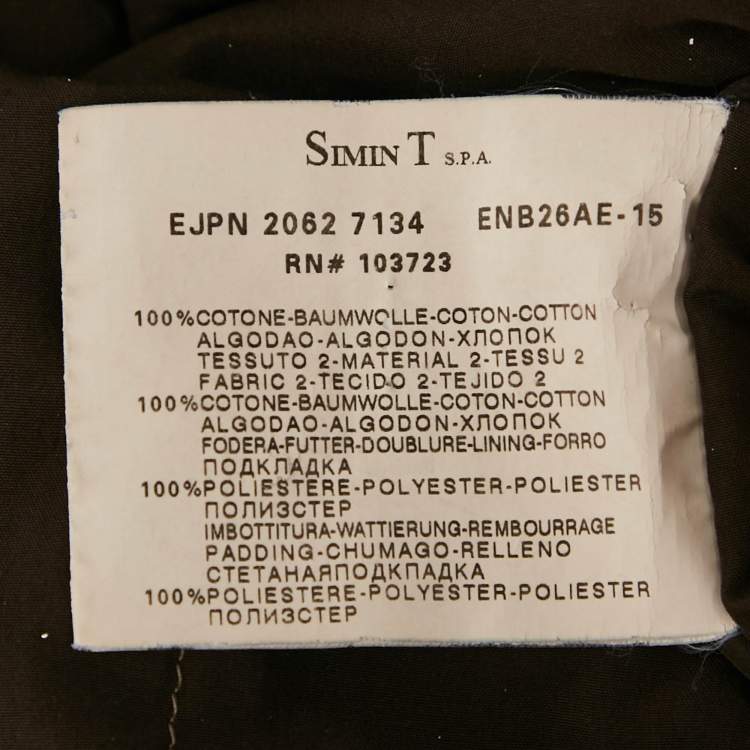 SIMIN T S.P.A.
EJPN 2062 7134 ENB26AE-15
RN# 103723
100%COTONE-BAUMWOLLE-COTON-COTTON
ALGODAO-ALGODON-ХЛОПОК
TESSUTO 2-MATERIAL 2-TESSU 2
FABRIC 2-TECIDO 2-TEJIDO 2
100%COTONE-BAUMWOLLE-COTON-COTTON
ALGODAO-ALGODON-ХЛОПОК
FODERA-FUTTER-DOUBLURE-LINING-FORRO
ПОДКЛАДКА
100%POLIESTERE-POLYESTER-POLIESTER
ПОЛИЗСТЕР
IMBOTTITURA-WATTIERUNG-REMBOURRAGE
PADDING-CHUMAGO-RELLENO
СТЕТАНАЯПОДКПАДКА
100%POLIESTERE-POLYESTER-POLIESTER
ПОЛИЗСТЕР